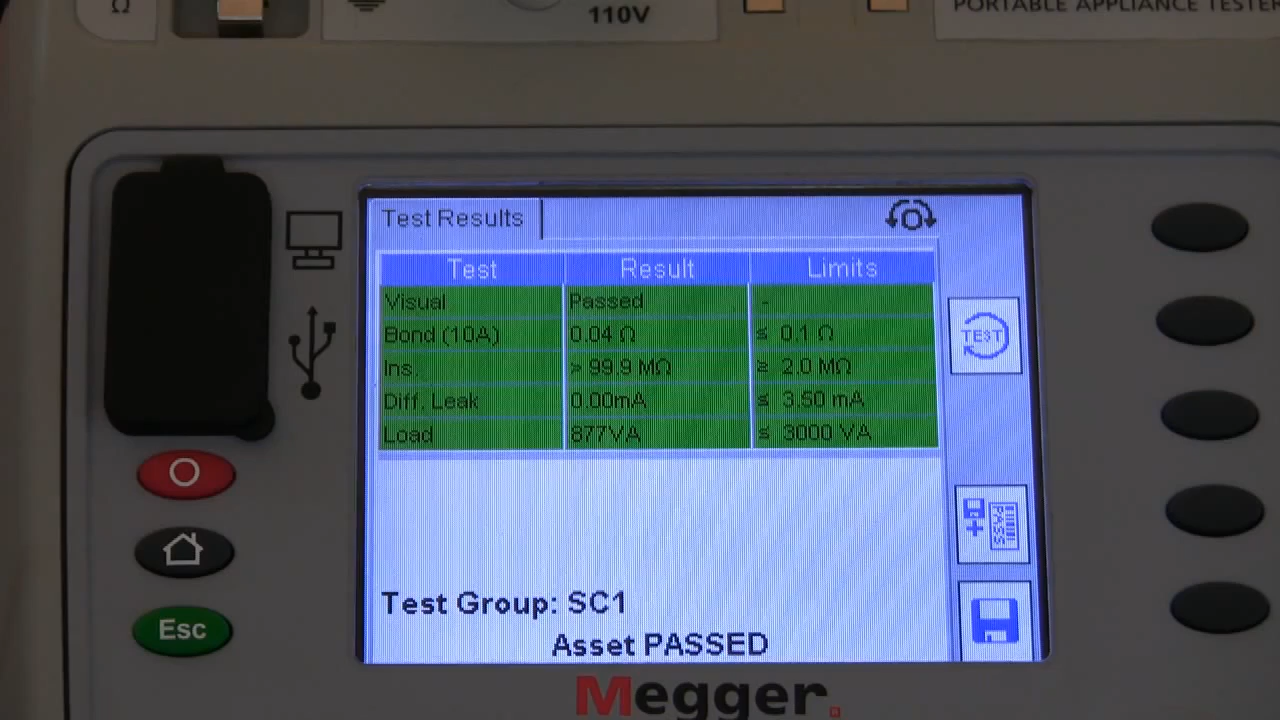 Ω
110V
PORTABLE APPLIANCE TESTER
Test Results
Test Result Limits
Visual Passed -
Bond (10A) 0.04 Ω ≤ 0.1 Ω
Ins. > 99.9 MΩ ≥ 2.0 MΩ
Diff. Leak 0.00mA ≤ 3.50 mA
Load 877VA ≤ 3000 VA
TEST
PASS
Esc
Test Group: SC1
Asset PASSED
Megger.